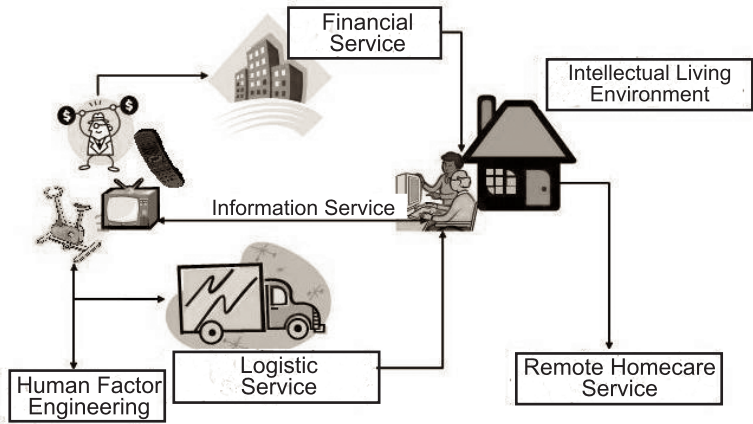 Financial
Service
Intellectual Living
Environment
$ $
Information Service
Logistic
Service
Human Factor
Engineering
Remote Homecare
Service